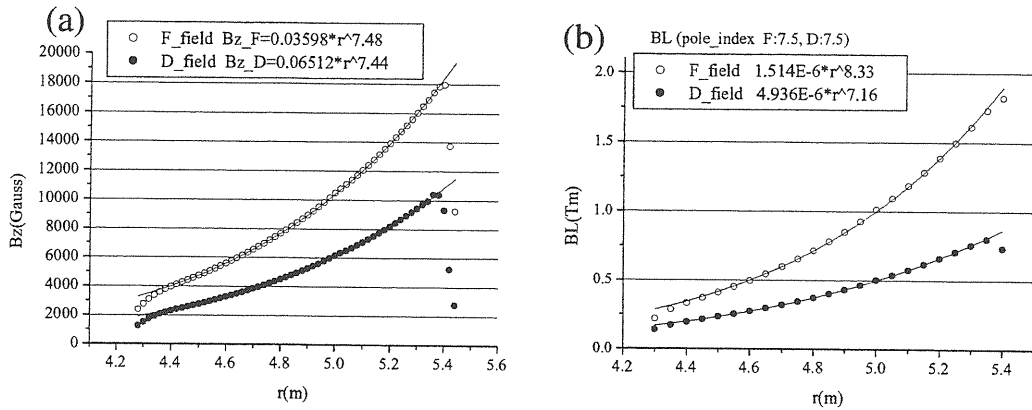 (a)
F_field Bz_F=0.03598*r^7.48
D_field Bz_D=0.06512*r^7.44
20000
18000
16000
14000
12000
10000
8000
6000
4000
2000
0
Bz(Gauss)
4.2 4.4 4.6 4.8 5.0 5.2 5.4 5.6
r(m)
(b)
BL (pole_index F:7.5, D:7.5)
F_field 1.514E-6*r^8.33
D_field 4.936E-6*r^7.16
2.0
1.5
1.0
0.5
0.0
BL(Tm)
4.2 4.4 4.6 4.8 5.0 5.2 5.4
r(m)